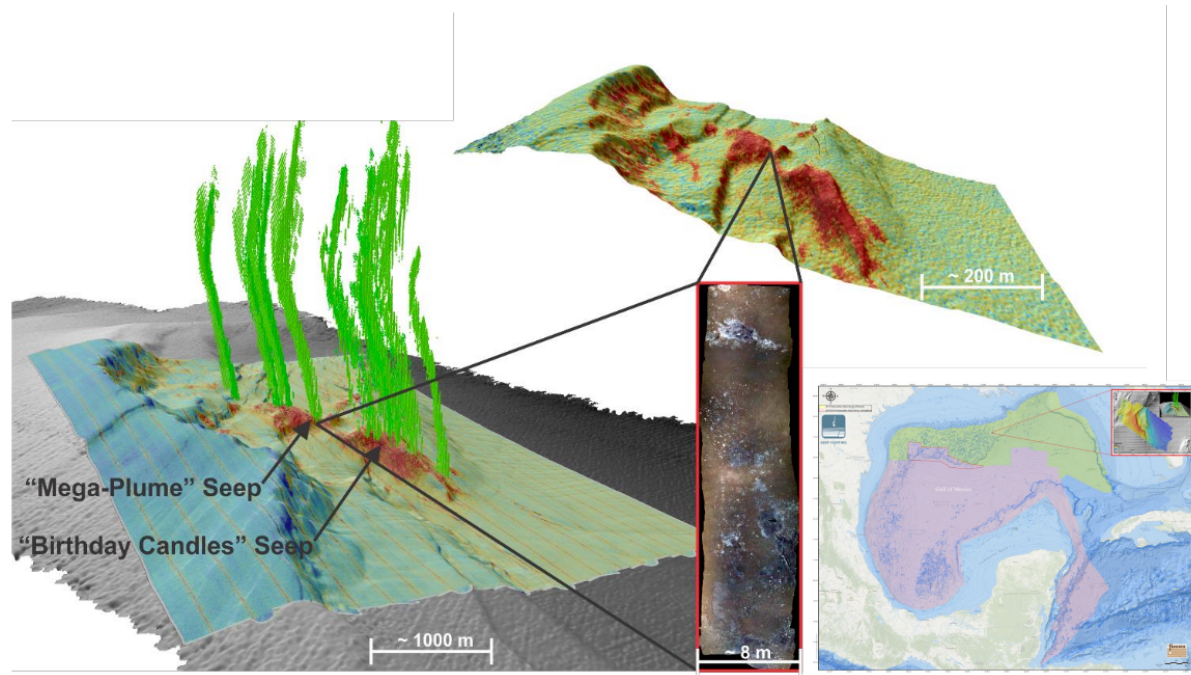 ~ 200 m
“Mega-Plume” Seep
“Birthday Candles” Seep
~ 1000 m
~ 8 m
Gulf of Mexico